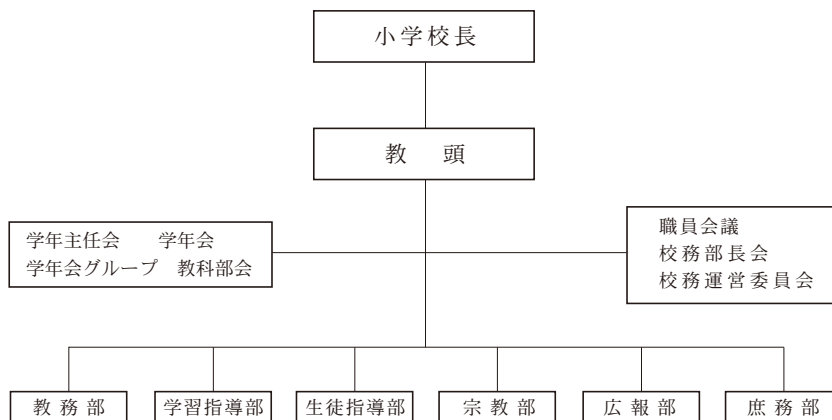 小学校長
教 頭
学年主任会 学年会
学年会グループ 教科部会
職員会議
校務部長会
校務運営委員会
教務部
学習指導部
生徒指導部
宗教部
広報部
庶務部